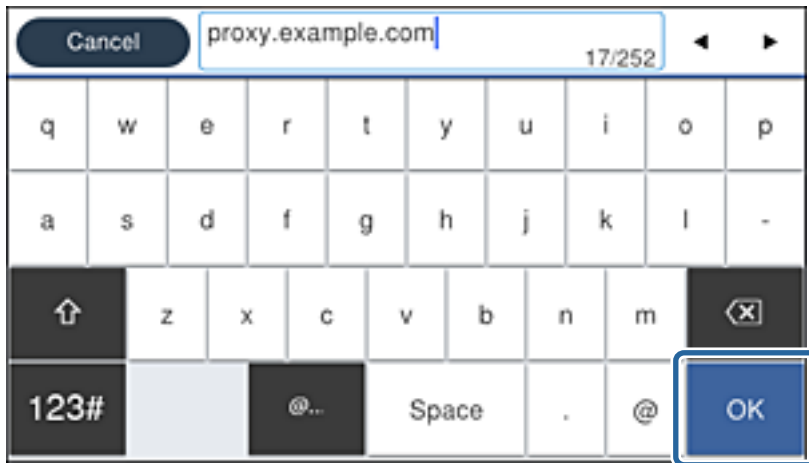 Cancel proxy.example.com
17/252
q w e r t y u i o p
a s d f g h j k l -
z x c v b n m
123# @... Space . @ OK